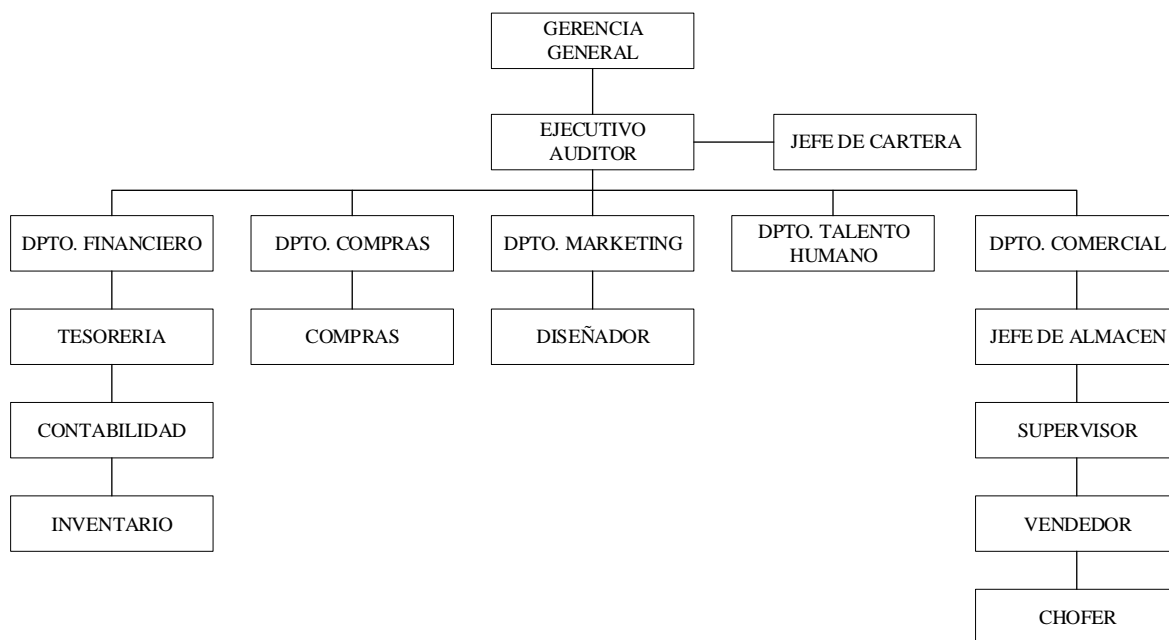 GERENCIA
GENERAL
EJECUTIVO
AUDITOR
JEFE DE CARTERA
DPTO. FINANCIERO
DPTO. COMPRAS
DPTO. MARKETING
DPTO. TALENTO
HUMANO
DPTO. COMERCIAL
TESORERIA
COMPRAS
DISEÑADOR
JEFE DE ALMACEN
CONTABILIDAD
SUPERVISOR
INVENTARIO
VENDEDOR
CHOFER